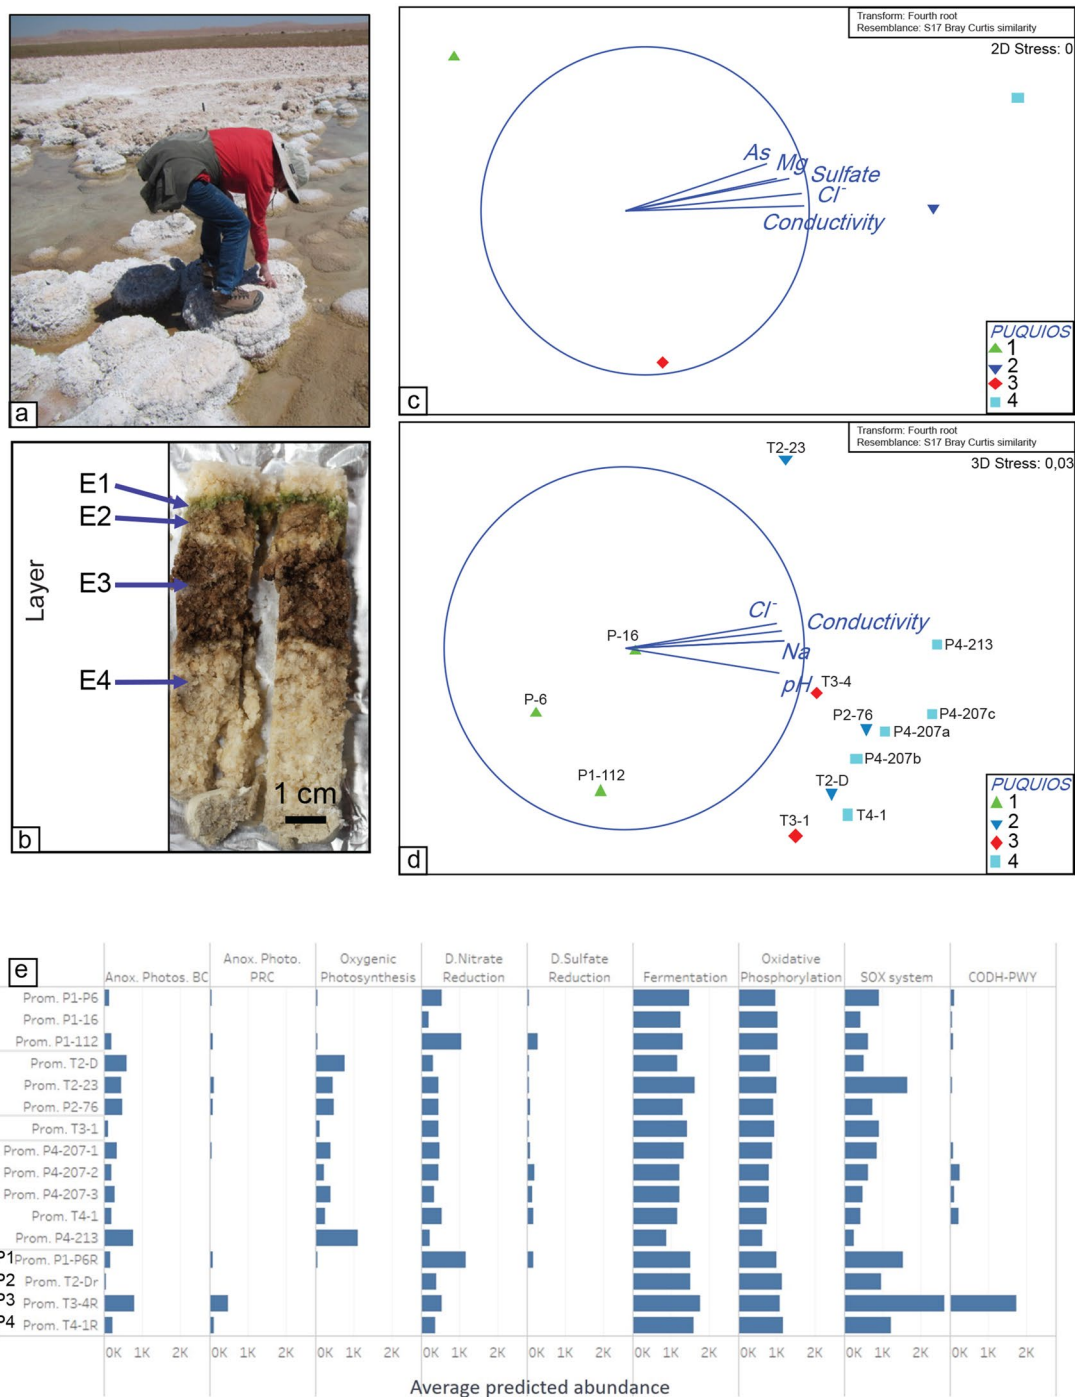 a
Layer
E1
E2
E3
E4
1 cm
b
Transform: Fourth root
Resemblance: S17 Bray Curtis similarity
2D Stress: 0
As
Mg
Sulfate
Cl-
Conductivity
PUQUIOS
1
2
3
4
c
Transform: Fourth root
Resemblance: S17 Bray Curtis similarity
3D Stress: 0,03
T2-23
Cl-
Conductivity
P-16
Na
P4-213
pH
T3-4
P-6
P2-76
P4-207c
P4-207a
P4-207b
P1-112
T2-D
T4-1
T3-1
PUQUIOS
1
2
3
4
d
e
Anox. Photos. BC
Anox. Photo.
PRC
Oxygenic
Photosynthesis
D.Nitrate
Reduction
D.Sulfate
Reduction
Fermentation
Oxidative
Phosphorylation
SOX system
CODH-PWY
Prom. P1-P6
Prom. P1-16
Prom. P1-112
Prom. T2-D
Prom. T2-23
Prom. P2-76
Prom. T3-1
Prom. P4-207-1
Prom. P4-207-2
Prom. P4-207-3
Prom. T4-1
Prom. P4-213
P1 Prom. P1-P6R
P2 Prom. T2-Dr
P3 Prom. T3-4R
P4 Prom. T4-1R
0K 1K 2K 0K 1K 2K 0K 1K 2K 0K 1K 2K 0K 1K 2K 0K 1K 2K 0K 1K 2K 0K 1K 2K 0K 1K 2K
Average predicted abundance